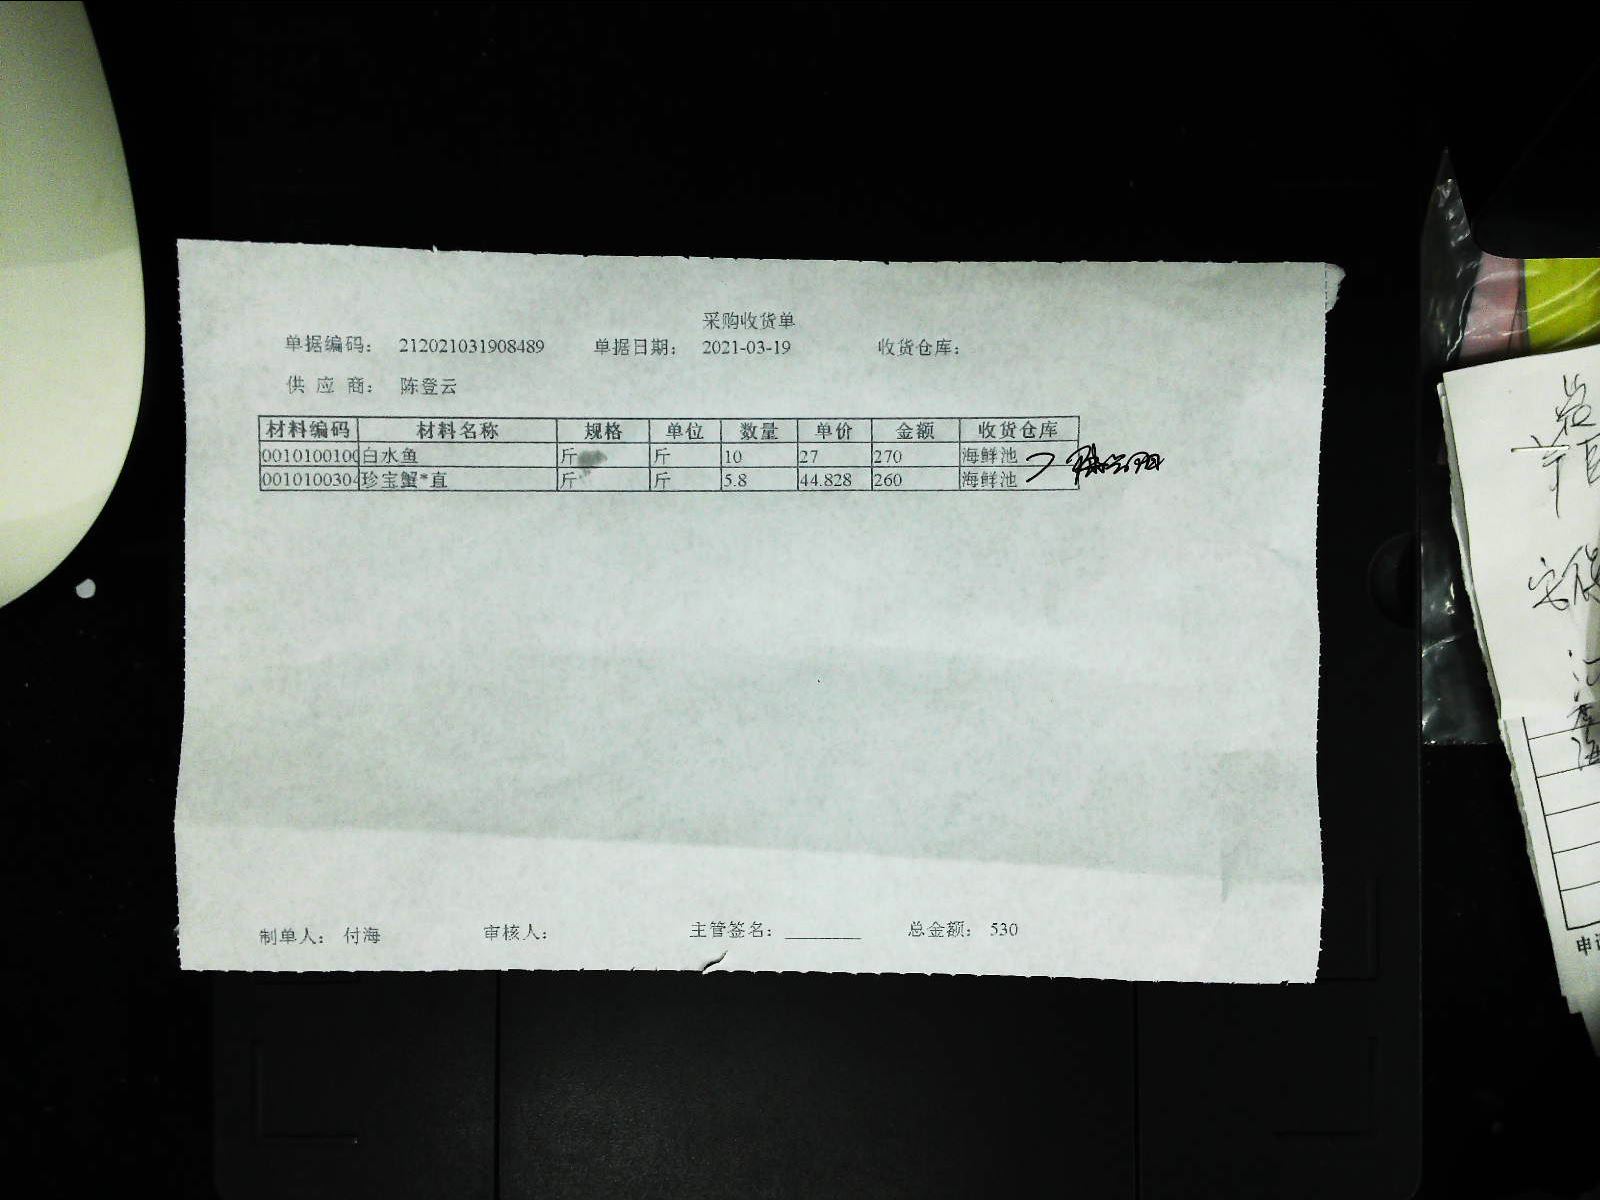 采购收货单
单据编码： 212021031908489 单据日期： 2021-03-19 收货仓库：
供 应 商： 陈登云
材料编码 材料名称 规格 单位 数量 单价 金额 收货仓库
0010100100 白水鱼 斤 斤 10 27 270 海鲜池
0010100304 珍宝蟹*直 斤 斤 5.8 44.828 260 海鲜池
制单人： 付海 审核人： 主管签名： ______ 总金额： 530